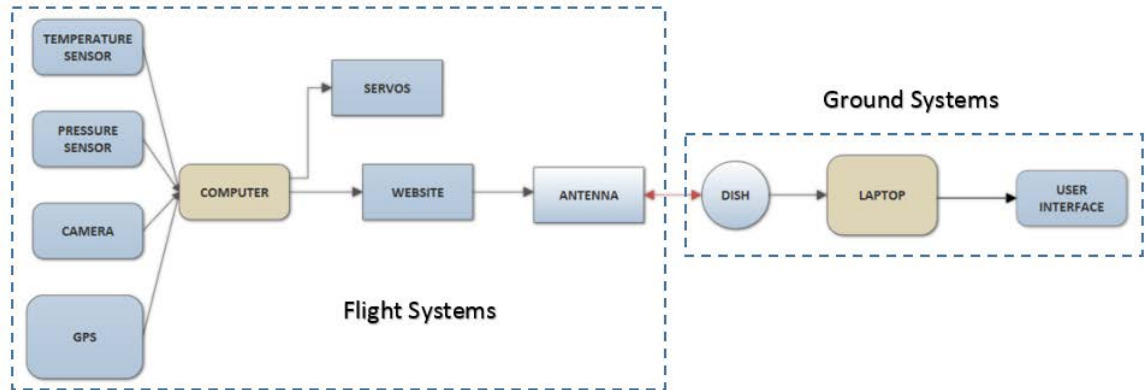 TEMPERATURE
SENSOR
SERVOS
Ground Systems
PRESSURE
SENSOR
COMPUTER
WEBSITE
ANTENNA
DISH
LAPTOP
USER
INTERFACE
CAMERA
Flight Systems
GPS